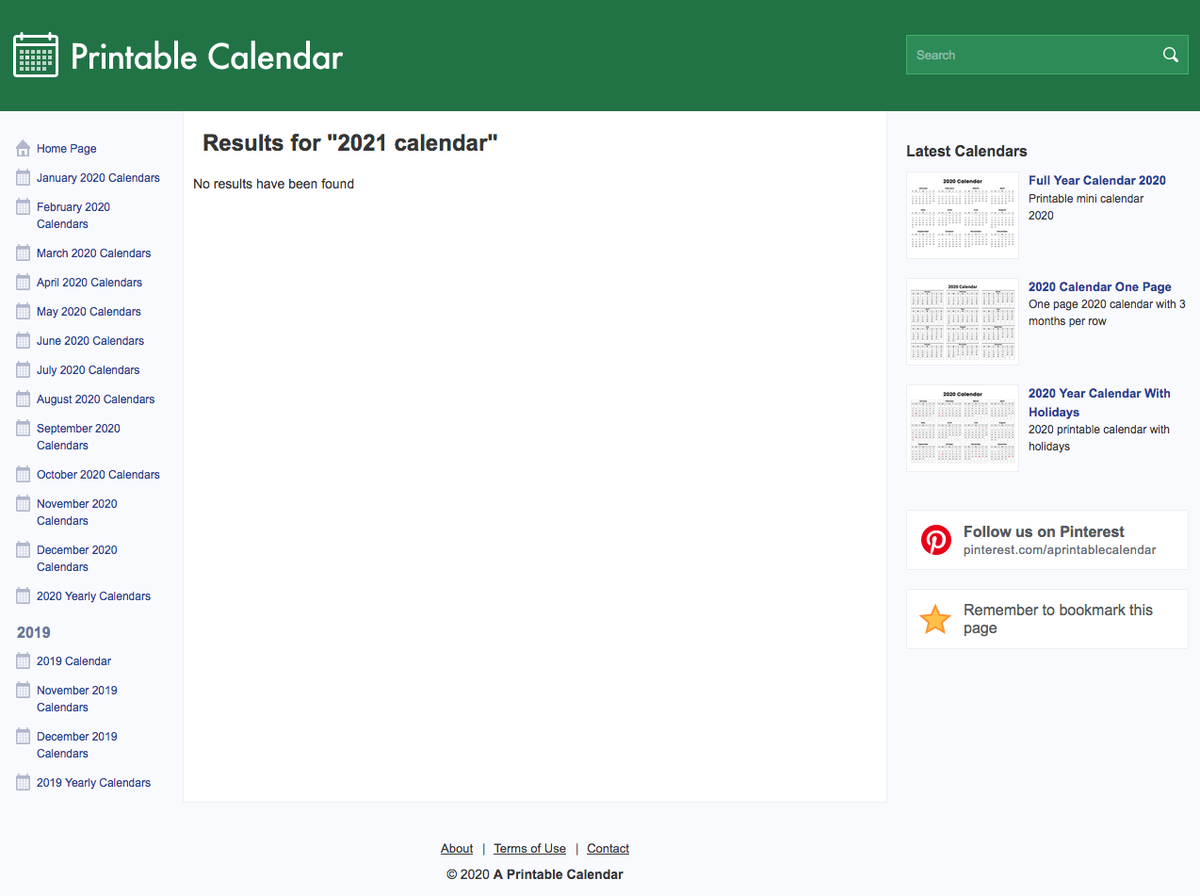 Printable Calendar
Search
Home Page
January 2020 Calendars
February 2020
Calendars
March 2020 Calendars
April 2020 Calendars
May 2020 Calendars
June 2020 Calendars
July 2020 Calendars
August 2020 Calendars
September 2020
Calendars
October 2020 Calendars
November 2020
Calendars
December 2020
Calendars
2020 Yearly Calendars
2019
2019 Calendar
November 2019
Calendars
December 2019
Calendars
2019 Yearly Calendars
Results for "2021 calendar"
No results have been found
Latest Calendars
2020 Calendar
Full Year Calendar 2020
Printable mini calendar
2020
2020 Calendar
2020 Calendar One Page
One page 2020 calendar with 3
months per row
2020 Calendar
2020 Year Calendar With
Holidays
2020 printable calendar with
holidays
Follow us on Pinterest
pinterest.com/aprintablecalendar
Remember to bookmark this
page
About | Terms of Use | Contact
© 2020 A Printable Calendar